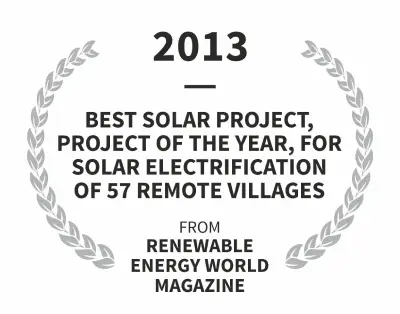 2013
BEST SOLAR PROJECT,
PROJECT OF THE YEAR, FOR
SOLAR ELECTRIFICATION
OF 57 REMOTE VILLAGES
FROM
RENEWABLE
ENERGY WORLD
MAGAZINE